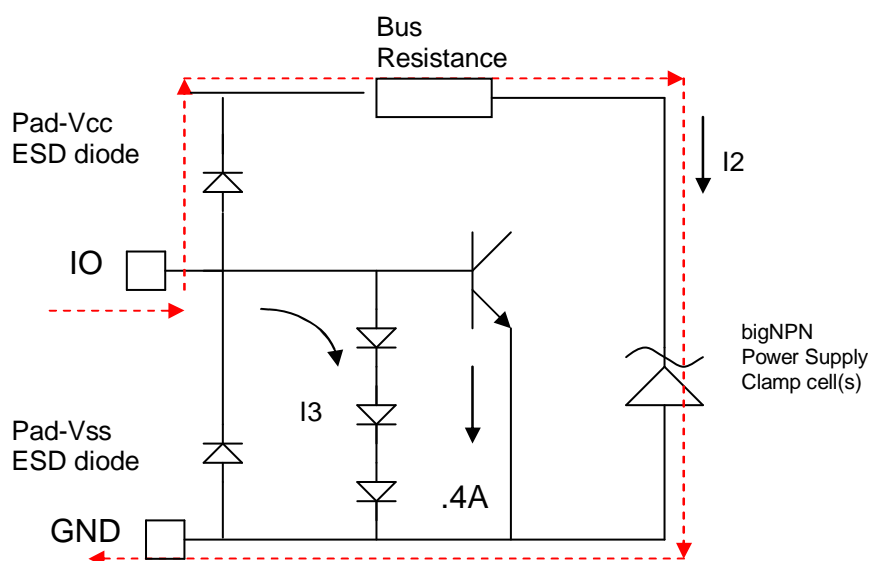 Bus
Resistance
Pad-Vcc
ESD diode
I2
IO
bigNPN
Power Supply
Clamp cell(s)
I3
Pad-Vss
ESD diode
.4A
GND